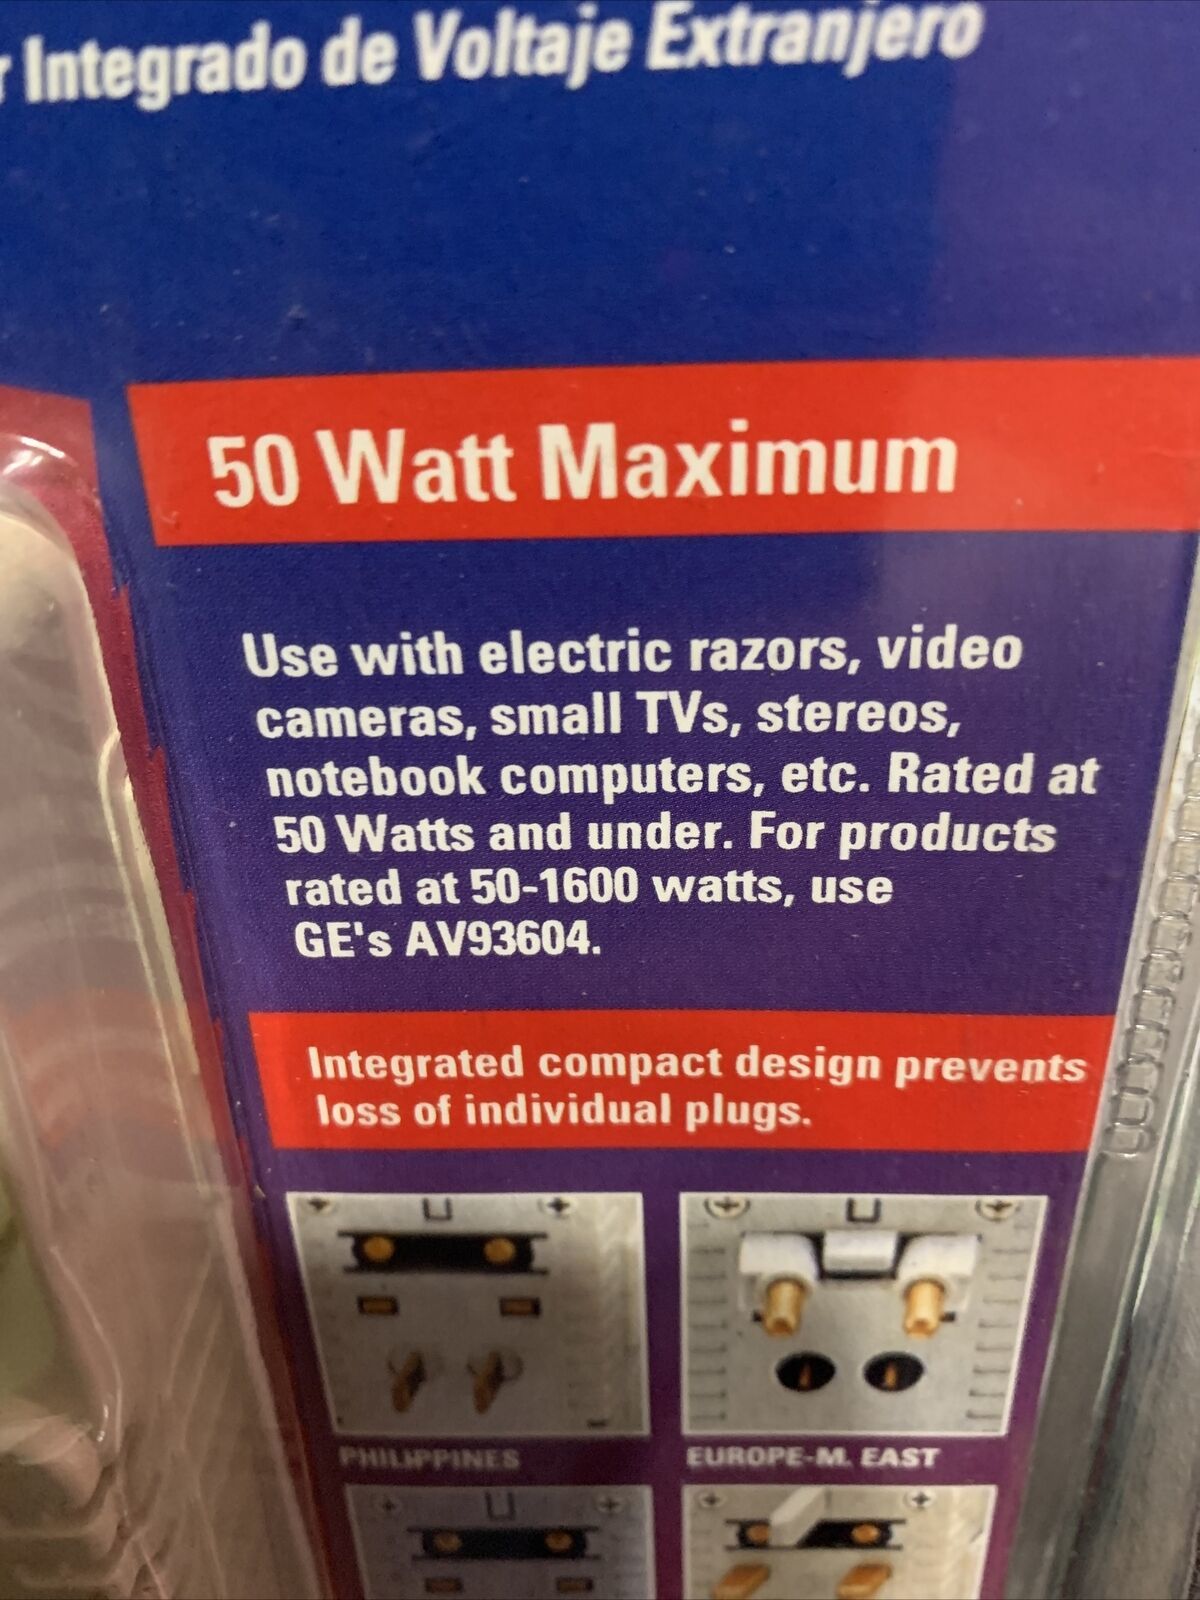 Integrado de Voltaje Extranjero
50 Watt Maximum
Use with electric razors, video
cameras, small TVs, stereos,
notebook computers, etc. Rated at
50 Watts and under. For products
rated at 50-1600 watts, use
GE's AV93604.
Integrated compact design prevents
loss of individual plugs.
PHILIPPINES
EUROPE-M. EAST